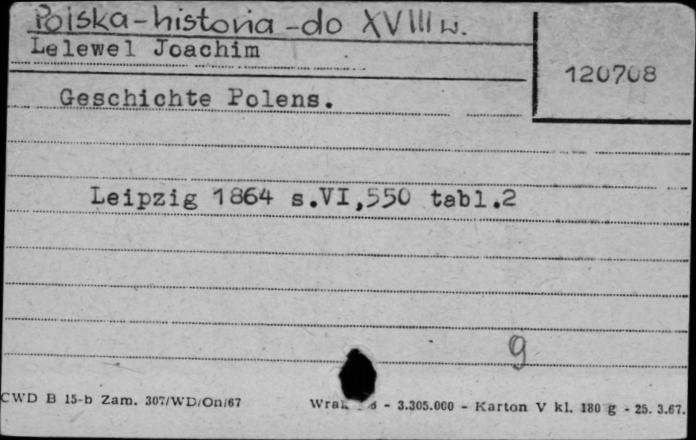 Polska-historia-do XVIII w.
Lelewel Joachim
120708
Geschichte Polens.
Leipzig 1864 s.VI,550 tabl.2
9
CWD B 15-b Zam. 307/WD/On/67 - 3.305.000 - Karton V kl. 180 g - 25. 3.67.